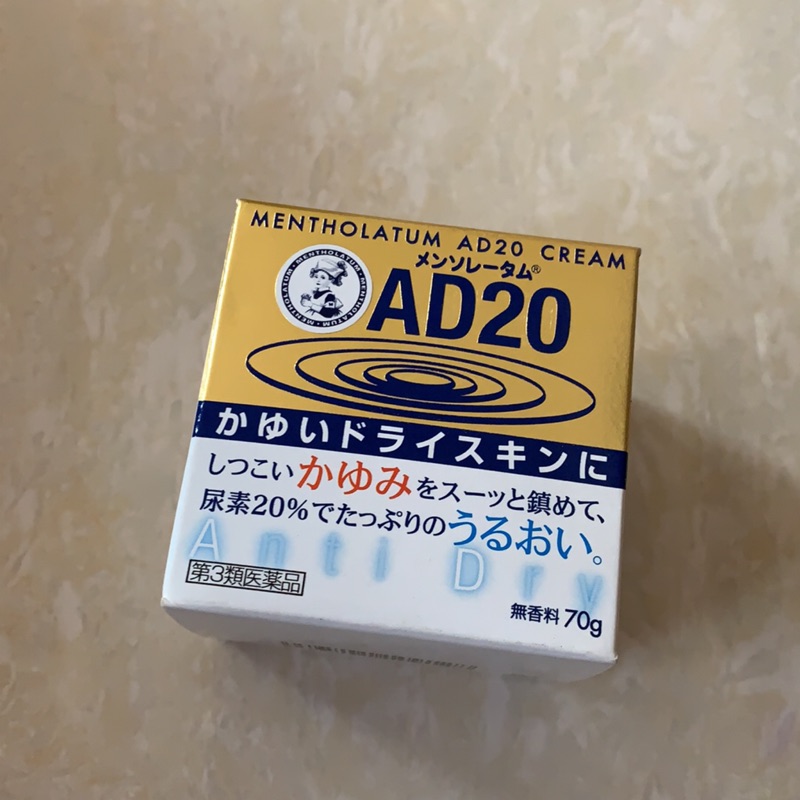 MENTHOLATUM AD20 CREAM
メンソレータム®
MENTHOLATUM · MENTHOLATUM · MENTHOLATUM
AD20
かゆいドライスキンに
しつこいかゆみをスーッと鎮めて、
尿素20%でたっぷりのうるおい。
Anti Dry
第3類医薬品
無香料 70g